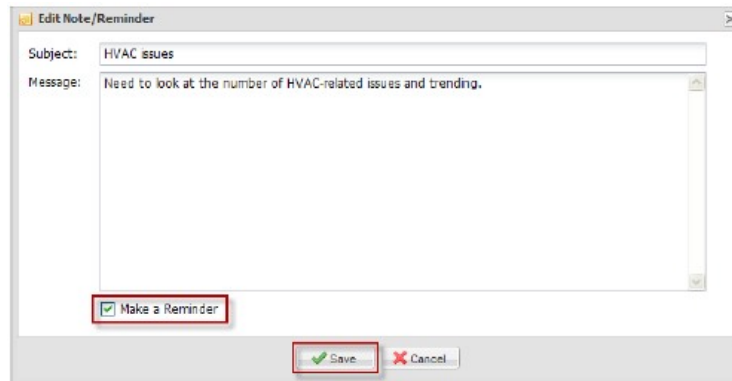 Edit Note/Reminder
Subject: HVAC issues
Message: Need to look at the number of HVAC-related issues and trending.
Make a Reminder
Save Cancel